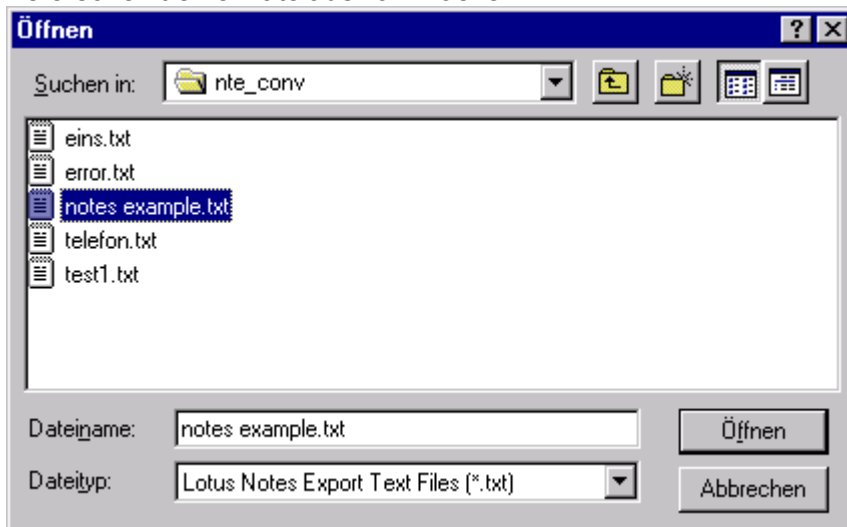 Öffnen
Suchen in: nte_conv
eins.txt
error.txt
notes example.txt
telefon.txt
test1.txt
Dateiname: notes example.txt Öffnen
Dateityp: Lotus Notes Export Text Files (*.txt) Abbrechen